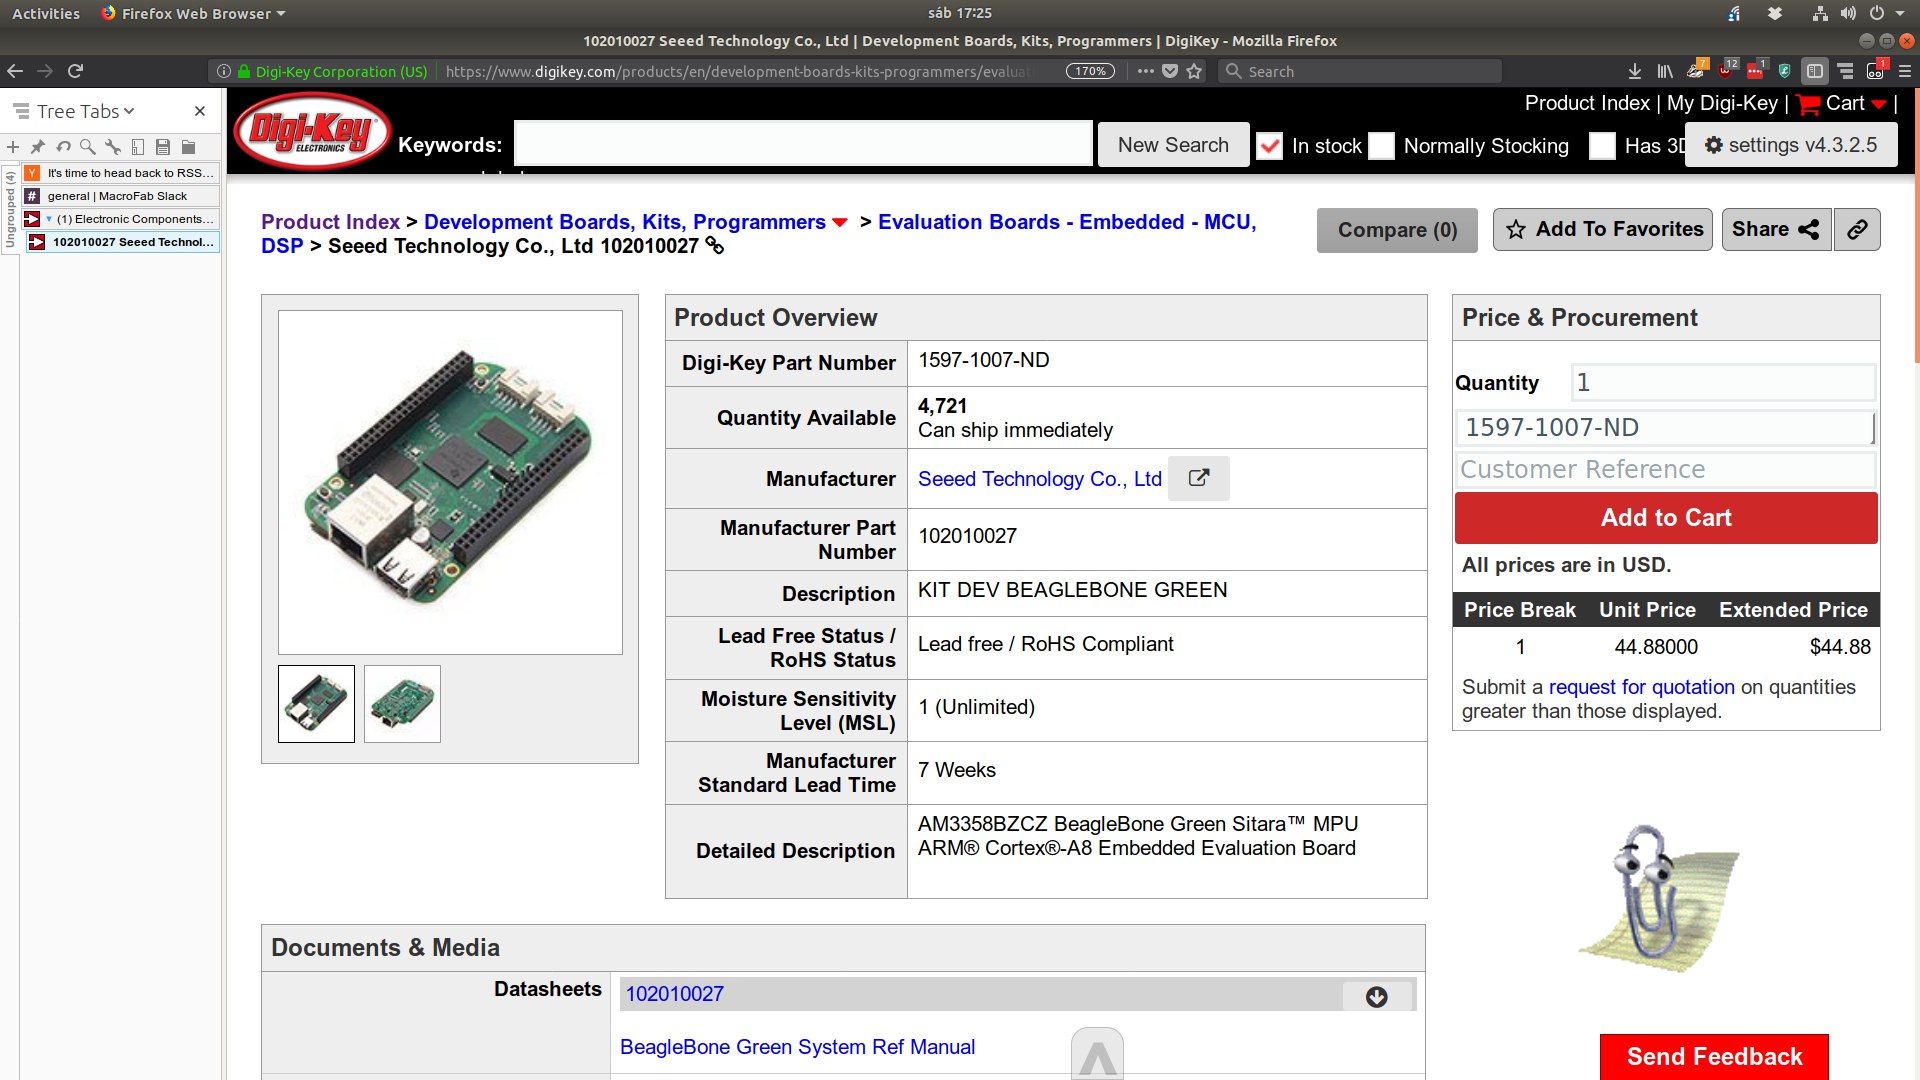 Activities
Firefox Web Browser
sáb 17:25
102010027 Seeed Technology Co., Ltd | Development Boards, Kits, Programmers | DigiKey - Mozilla Firefox
Digi-Key Corporation (US)
https://www.digikey.com/products/en/development-boards-kits-programmers/evaluat
170%
Search
7
12
1
1
Tree Tabs
Ungrouped (4)
It's time to head back to RSS...
general | MacroFab Slack
(1) Electronic Components...
102010027 Seeed Technol...
Digi-Key
ELECTRONICS
Product Index | My Digi-Key | Cart |
Keywords:
New Search
In stock
Normally Stocking
Has 3D
settings v4.3.2.5
Product Index > Development Boards, Kits, Programmers > Evaluation Boards - Embedded - MCU,
DSP > Seeed Technology Co., Ltd 102010027
Compare (0)
Add To Favorites
Share
Product Overview
Digi-Key Part Number
1597-1007-ND
Quantity Available
4,721
Can ship immediately
Manufacturer
Seeed Technology Co., Ltd
Manufacturer Part
Number
102010027
Description
KIT DEV BEAGLEBONE GREEN
Lead Free Status /
RoHS Status
Lead free / RoHS Compliant
Moisture Sensitivity
Level (MSL)
1 (Unlimited)
Manufacturer
Standard Lead Time
7 Weeks
Detailed Description
AM3358BZCZ BeagleBone Green Sitara™ MPU
ARM® Cortex®-A8 Embedded Evaluation Board
Price & Procurement
Quantity
1
1597-1007-ND
Customer Reference
Add to Cart
All prices are in USD.
Price Break Unit Price Extended Price
1 44.88000 $44.88
Submit a request for quotation on quantities
greater than those displayed.
Documents & Media
Datasheets
102010027
BeagleBone Green System Ref Manual
Send Feedback